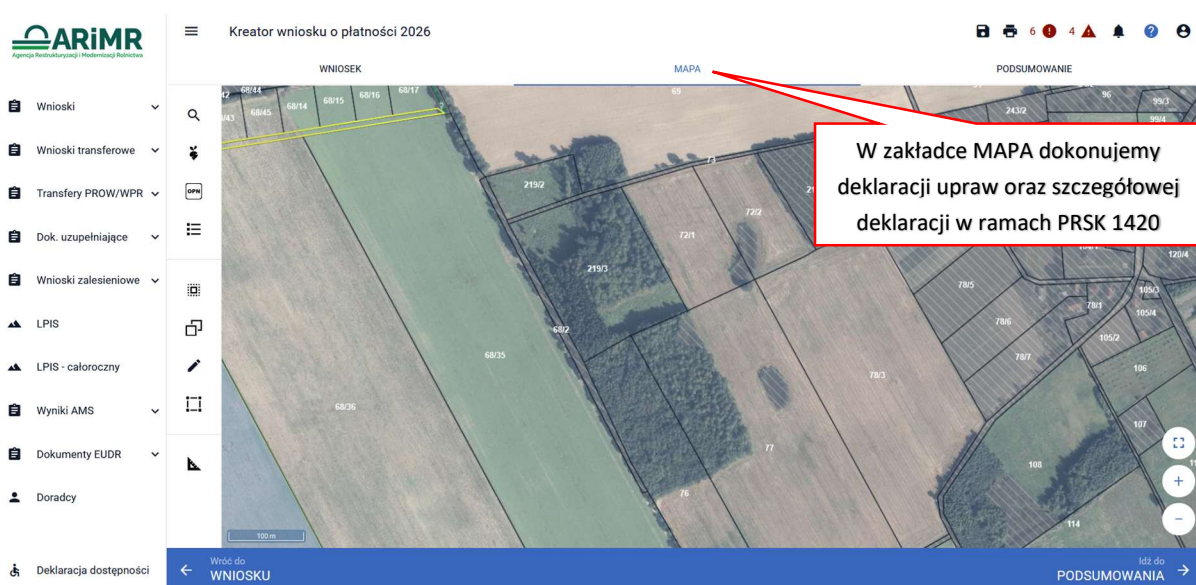 ARiMR
Agencja Restrukturyzacji i Modernizacji Rolnictwa
Kreator wniosku o płatności 2026
6
4
WNIOSEK
MAPA
PODSUMOWANIE
Wnioski
Wnioski transferowe
Transfery PROW/WPR
Dok. uzupełniające
Wnioski zalesieniowe
LPIS
LPIS - całoroczny
Wyniki AMS
Dokumenty EUDR
Doradcy
Deklaracja dostępności
OPN
W zakładce MAPA dokonujemy
deklaracji upraw oraz szczegółowej
deklaracji w ramach PRSK 1420
68/44
68/45
68/14
68/15
68/16
68/17
69
73
96
99/3
99/4
243/2
219/2
72/2
72/1
219/3
68/2
68/35
68/36
78/3
78/5
78/6
78/7
78/1
105/3
105/4
105/2
106
107
108
114
120/4
77
76
100 m
Wróć do
WNIOSKU
Idź do
PODSUMOWANIA